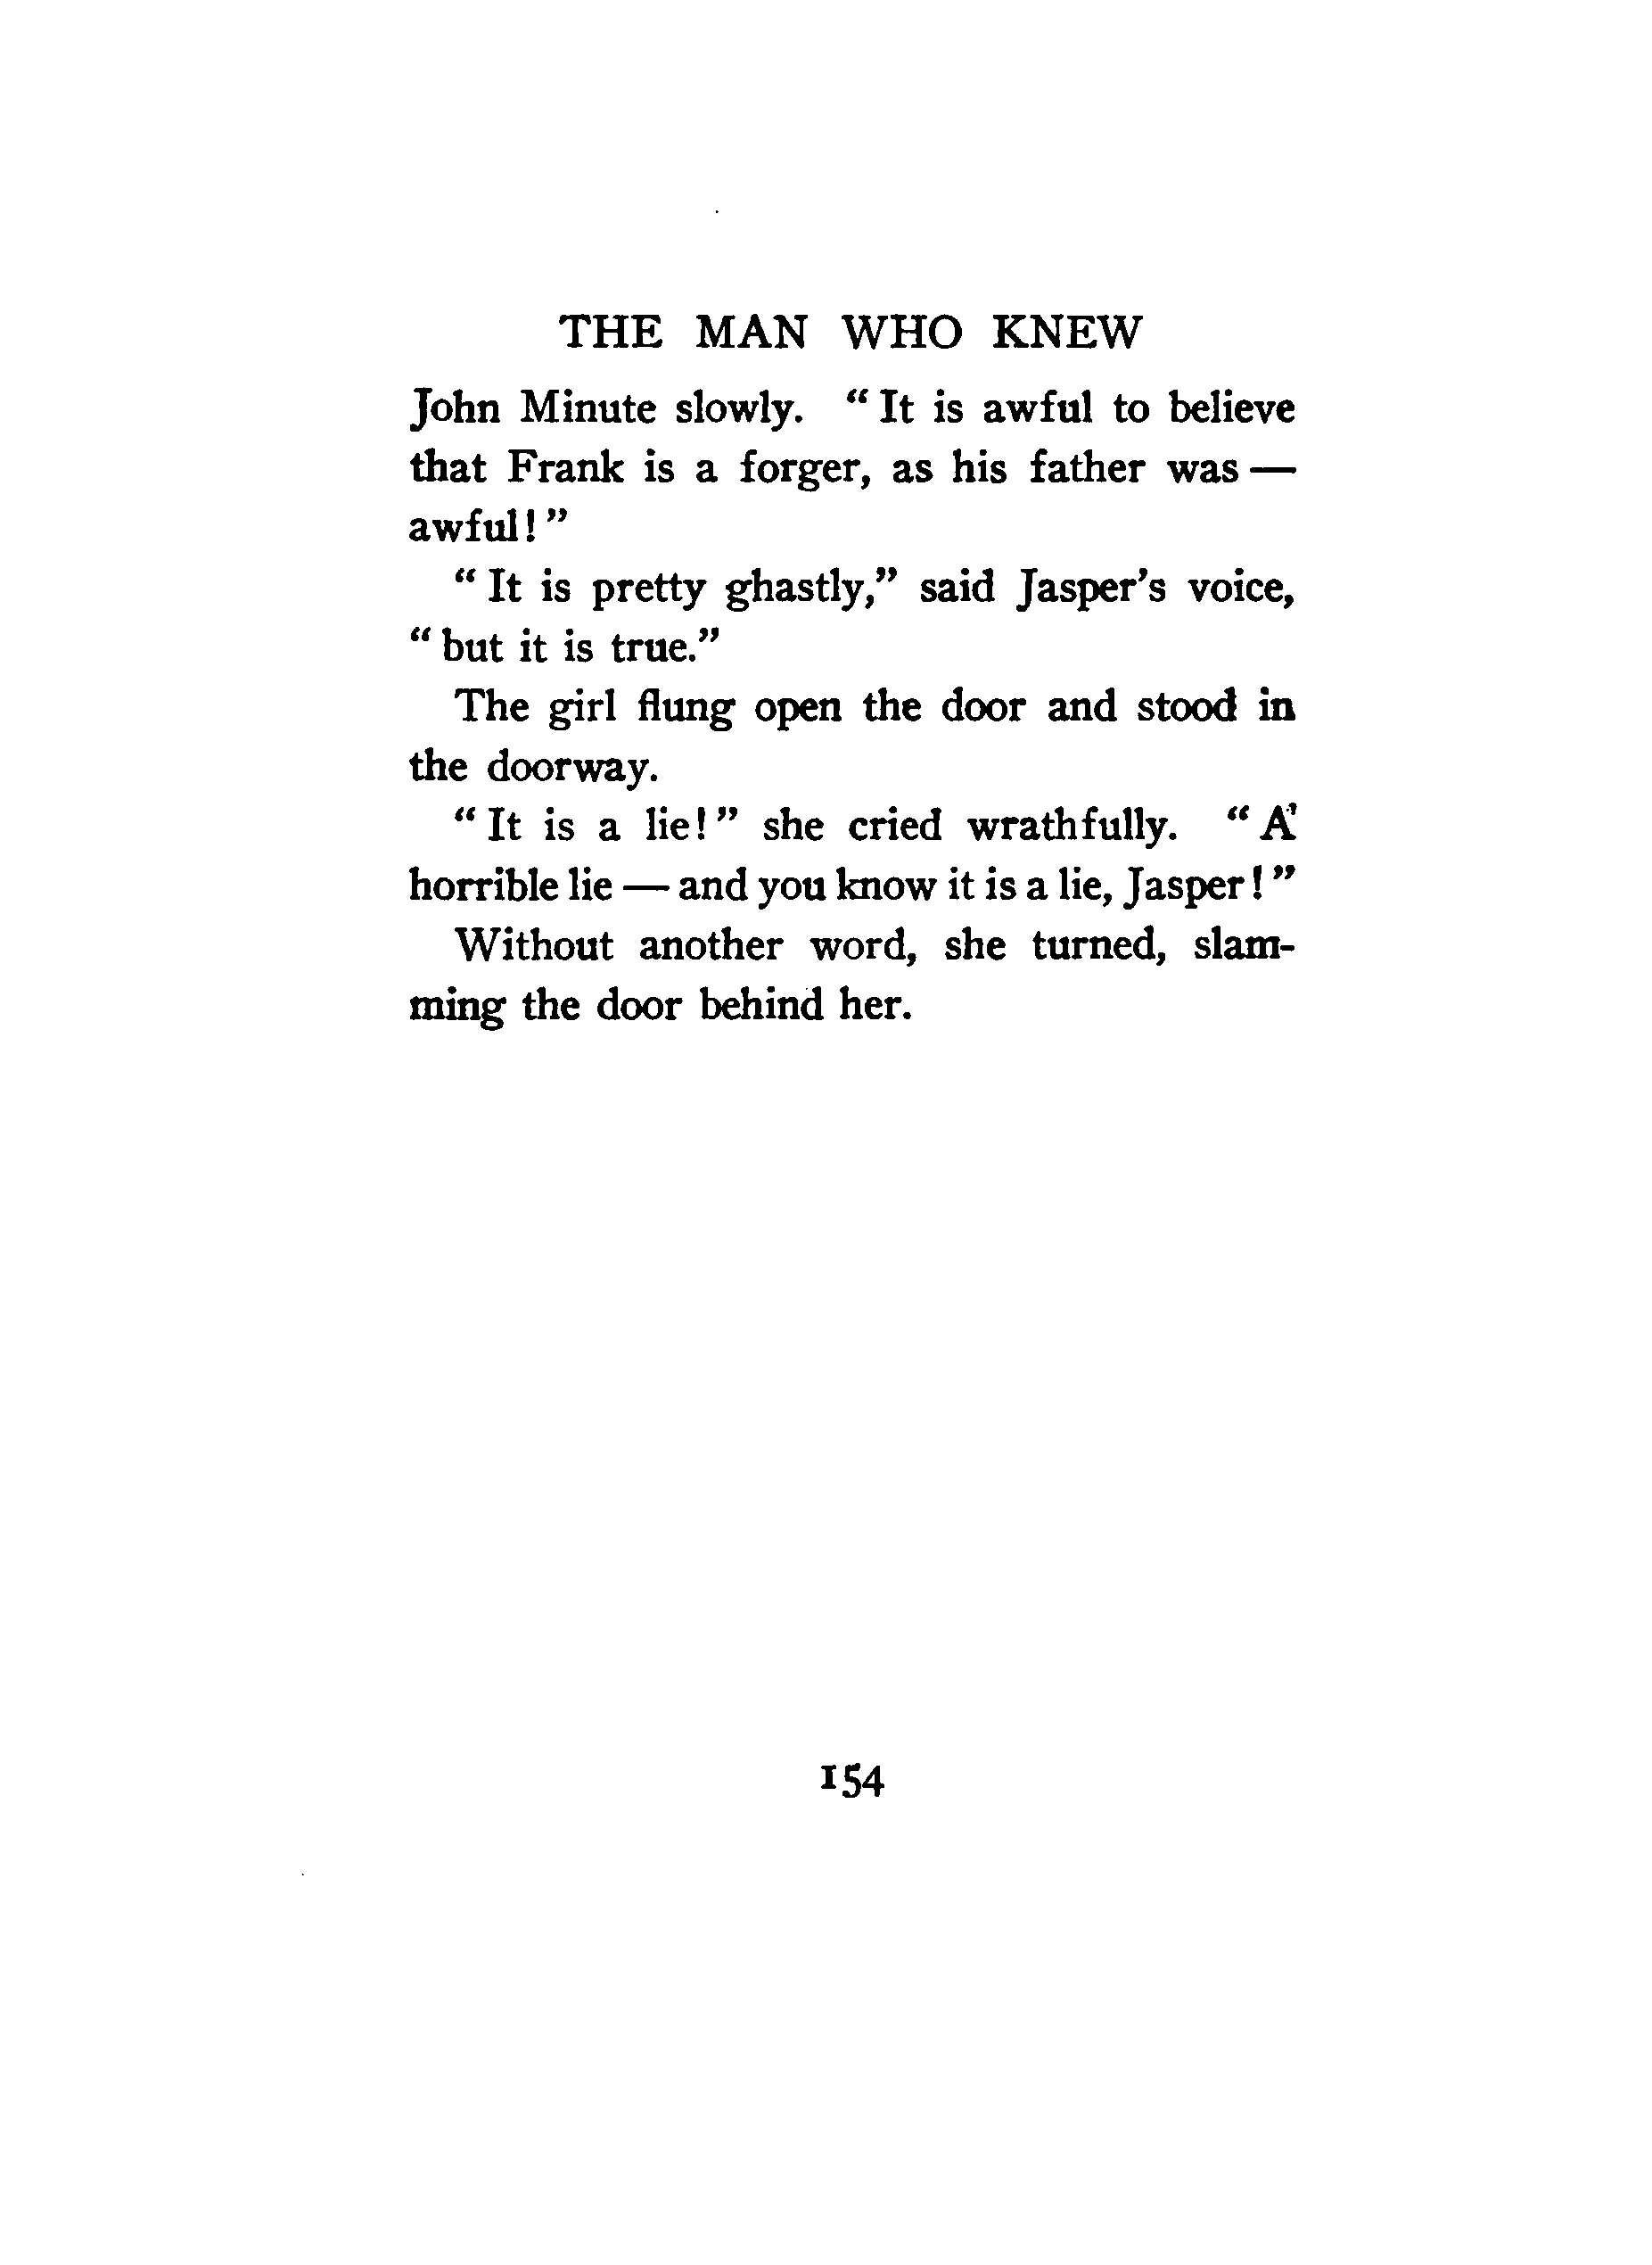 THE MAN WHO KNEW
John Minute slowly. “ It is awful to believe
that Frank is a forger, as his father was —
awful! ”
“ It is pretty ghastly,” said Jasper’s voice,
“ but it is true.”
The girl flung open the door and stood in
the doorway.
“ It is a lie! ” she cried wrathfully. “ A
horrible lie — and you know it is a lie, Jasper! ”
Without another word, she turned, slam-
ming the door behind her.
154